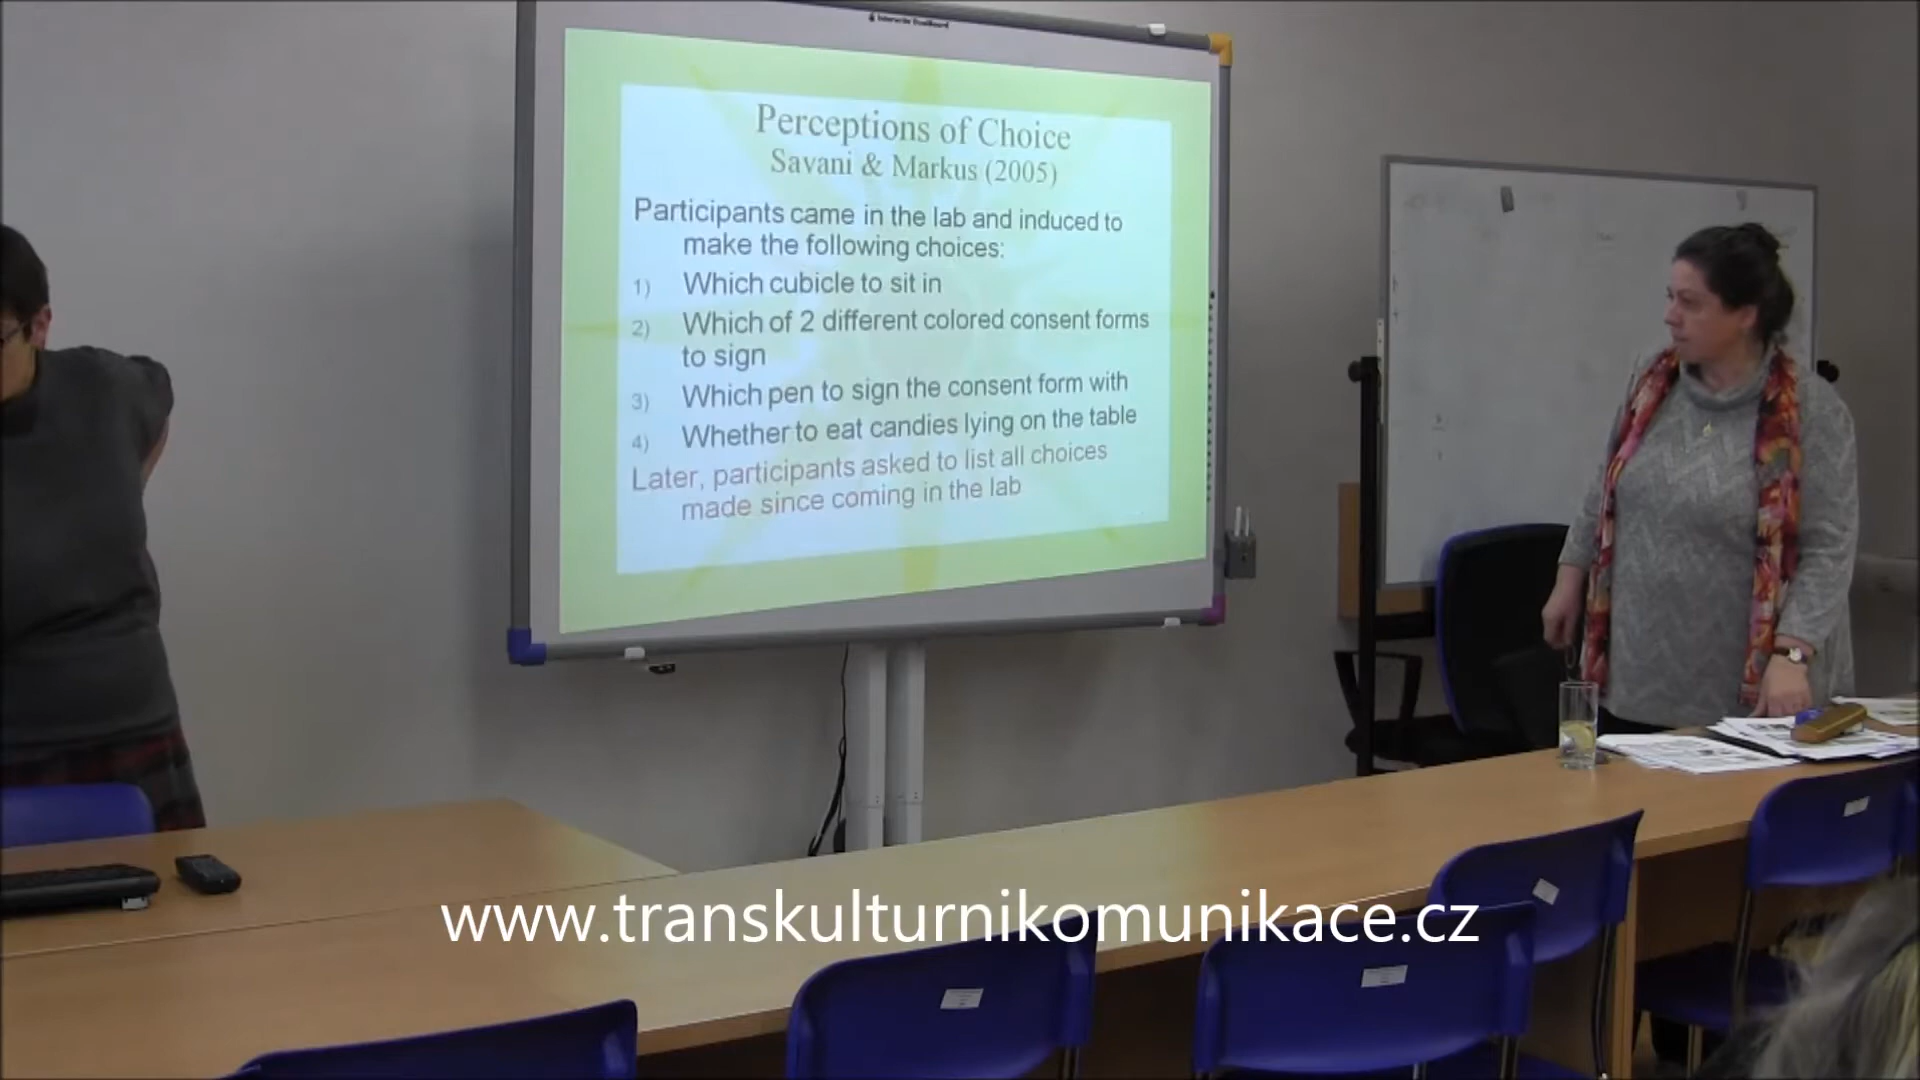 Interactive DualBoard
Perceptions of Choice
Savani & Markus (2005)
Participants came in the lab and induced to
make the following choices:
1) Which cubicle to sit in
2) Which of 2 different colored consent forms
to sign
3) Which pen to sign the consent form with
4) Whether to eat candies lying on the table
Later, participants asked to list all choices
made since coming in the lab
www.transkulturnikomunikace.cz